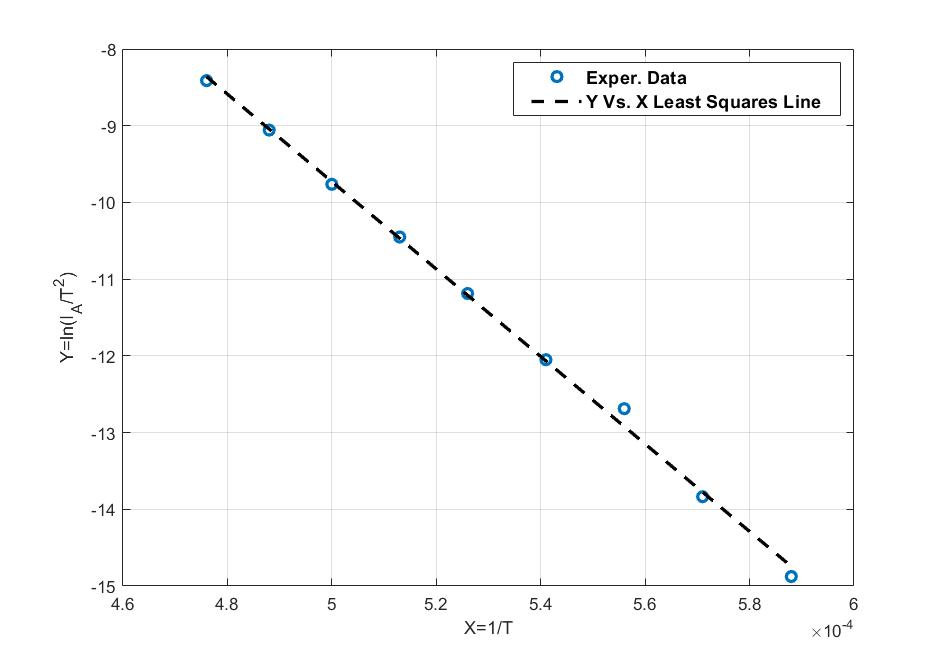 -8
-9
-10
-11
-12
-13
-14
-15
Y=ln(I_A/T^2)
4.6 4.8 5 5.2 5.4 5.6 5.8 6
X=1/T
×10^-4
Exper. Data
Y Vs. X Least Squares Line